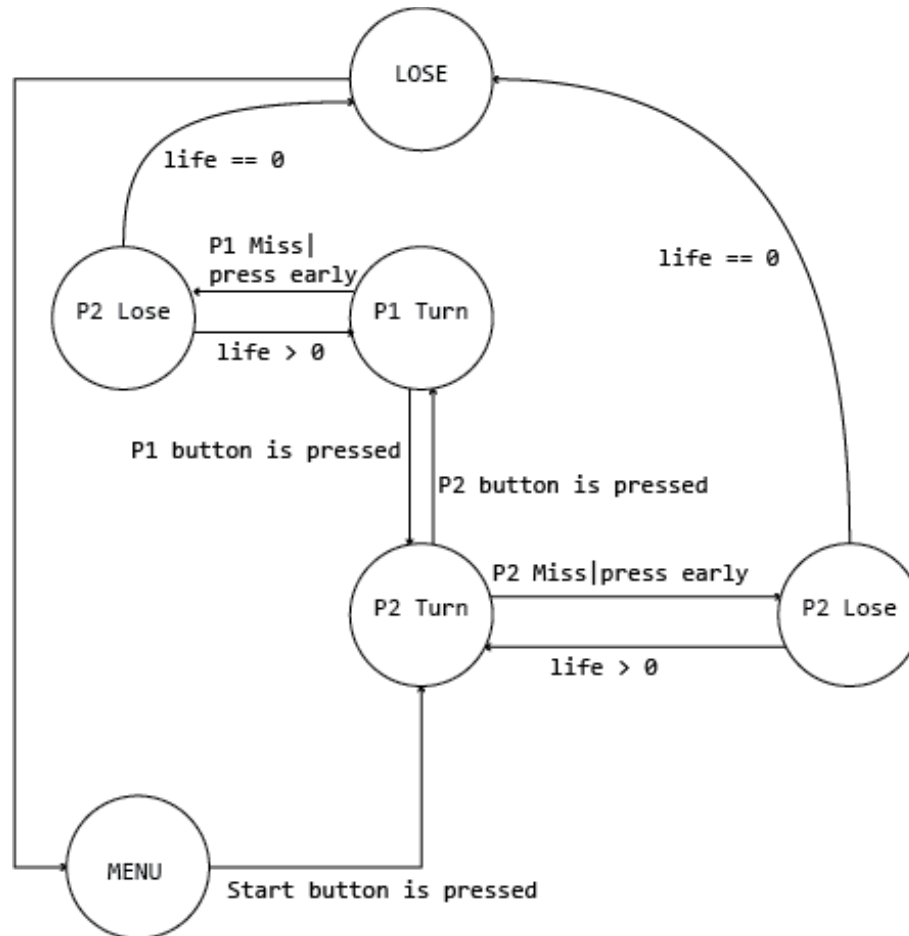 LOSE
life == 0
P1 Miss|
press early
life == 0
P2 Lose
P1 Turn
life > 0
P1 button is pressed
P2 button is pressed
P2 Miss|press early
P2 Turn
P2 Lose
life > 0
MENU
Start button is pressed